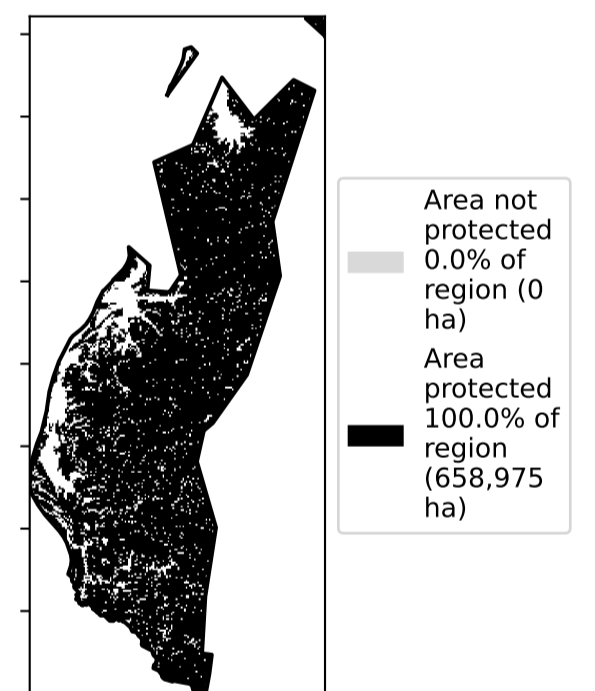 Area not
protected
0.0% of
region (0
ha)
Area
protected
100.0% of
region
(658,975
ha)